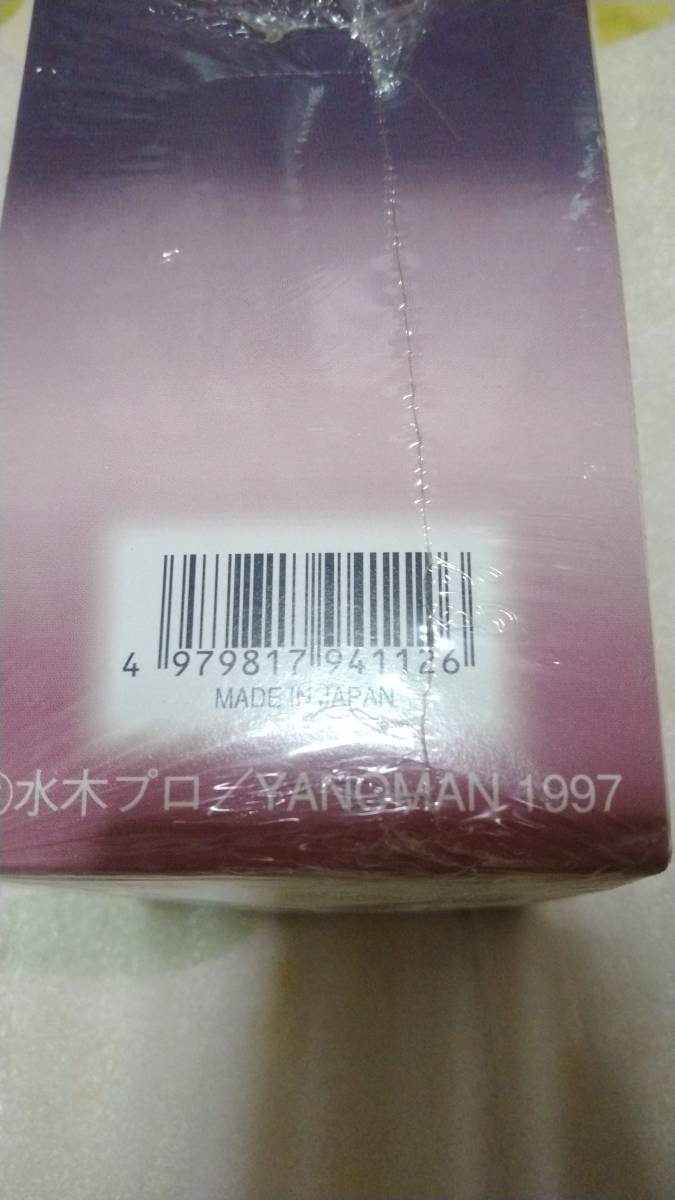 4 979817 941126
MADE IN JAPAN
©水木プロ/YANOMAN 1997